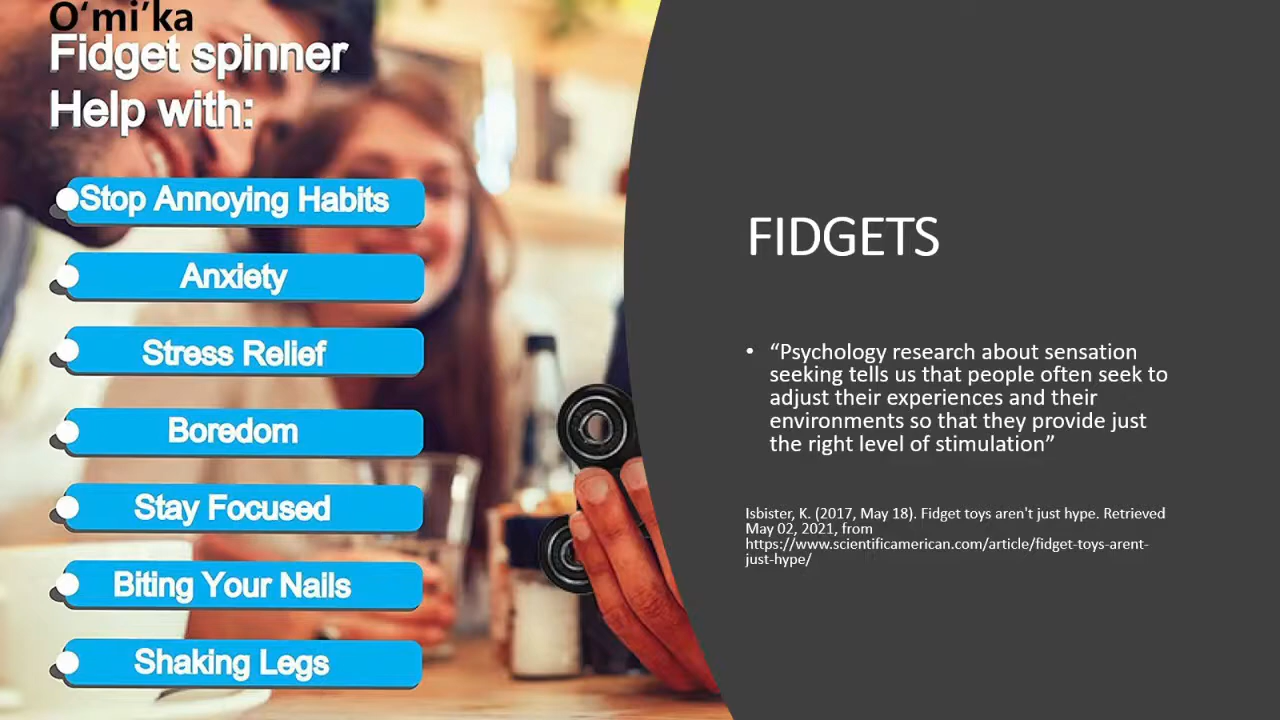 O‘mi’ka
Fidget spinner
Help with:
Stop Annoying Habits
Anxiety
Stress Relief
Boredom
Stay Focused
Biting Your Nails
Shaking Legs
FIDGETS
• “Psychology research about sensation
seeking tells us that people often seek to
adjust their experiences and their
environments so that they provide just
the right level of stimulation”
Isbister, K. (2017, May 18). Fidget toys aren't just hype. Retrieved
May 02, 2021, from
https://www.scientificamerican.com/article/fidget-toys-arent-
just-hype/